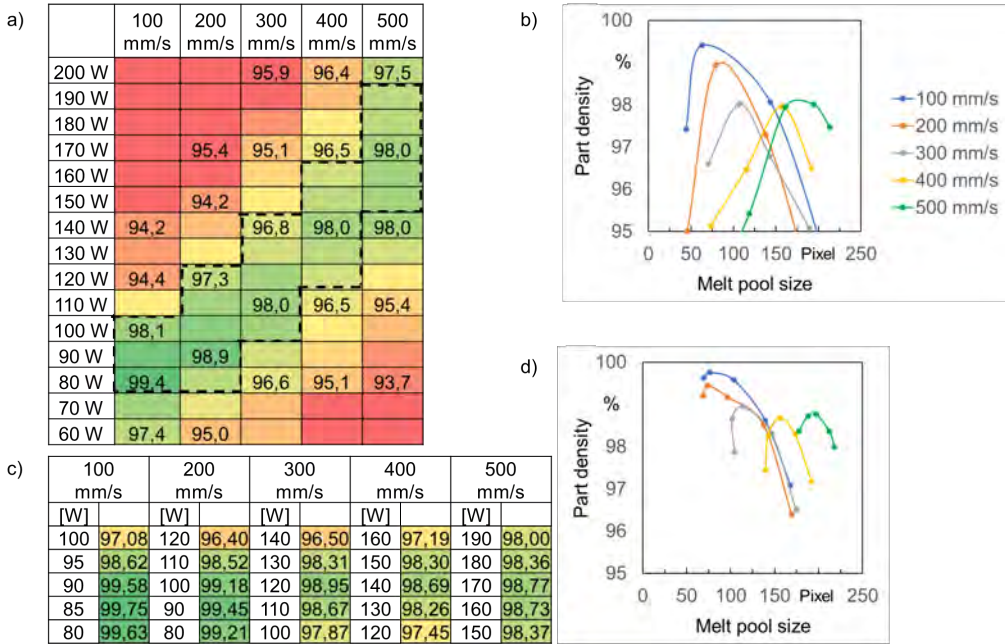 a)
100 200 300 400 500
mm/s mm/s mm/s mm/s mm/s
200 W 95,9 96,4 97,5
190 W
180 W
170 W 95,4 95,1 96,5 98,0
160 W
150 W 94,2
140 W 94,2 96,8 98,0 98,0
130 W
120 W 94,4 97,3
110 W 98,0 96,5 95,4
100 W 98,1
90 W 98,9
80 W 99,4 96,6 95,1 93,7
70 W
60 W 97,4 95,0
b)
Part density
100
%
98
97
96
95
0 50 100 150 Pixel 250
Melt pool size
100 mm/s
200 mm/s
300 mm/s
400 mm/s
500 mm/s
c)
100 200 300 400 500
mm/s mm/s mm/s mm/s mm/s
[W] [W] [W] [W] [W]
100 97,08 120 96,40 140 96,50 160 97,19 190 98,00
95 98,62 110 98,52 130 98,31 150 98,30 180 98,36
90 99,58 100 99,18 120 98,95 140 98,69 170 98,77
85 99,75 90 99,45 110 98,67 130 98,26 160 98,73
80 99,63 80 99,21 100 97,87 120 97,45 150 98,37
d)
Part density
100
%
99
98
97
96
95
0 50 100 150 Pixel 250
Melt pool size